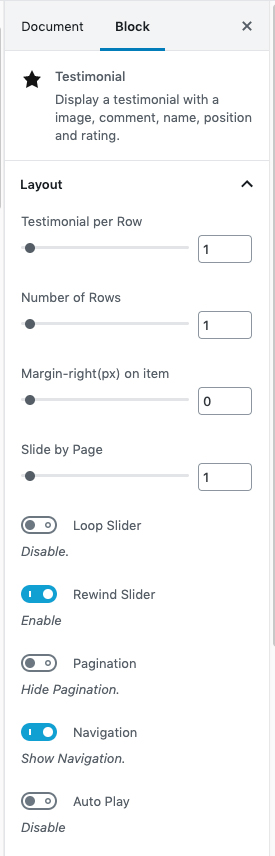 Document Block
Testimonial
Display a testimonial with a
image, comment, name, position
and rating.
Layout
Testimonial per Row
1
Number of Rows
1
Margin-right(px) on item
0
Slide by Page
1
Loop Slider
Disable.
Rewind Slider
Enable
Pagination
Hide Pagination.
Navigation
Show Navigation.
Auto Play
Disable